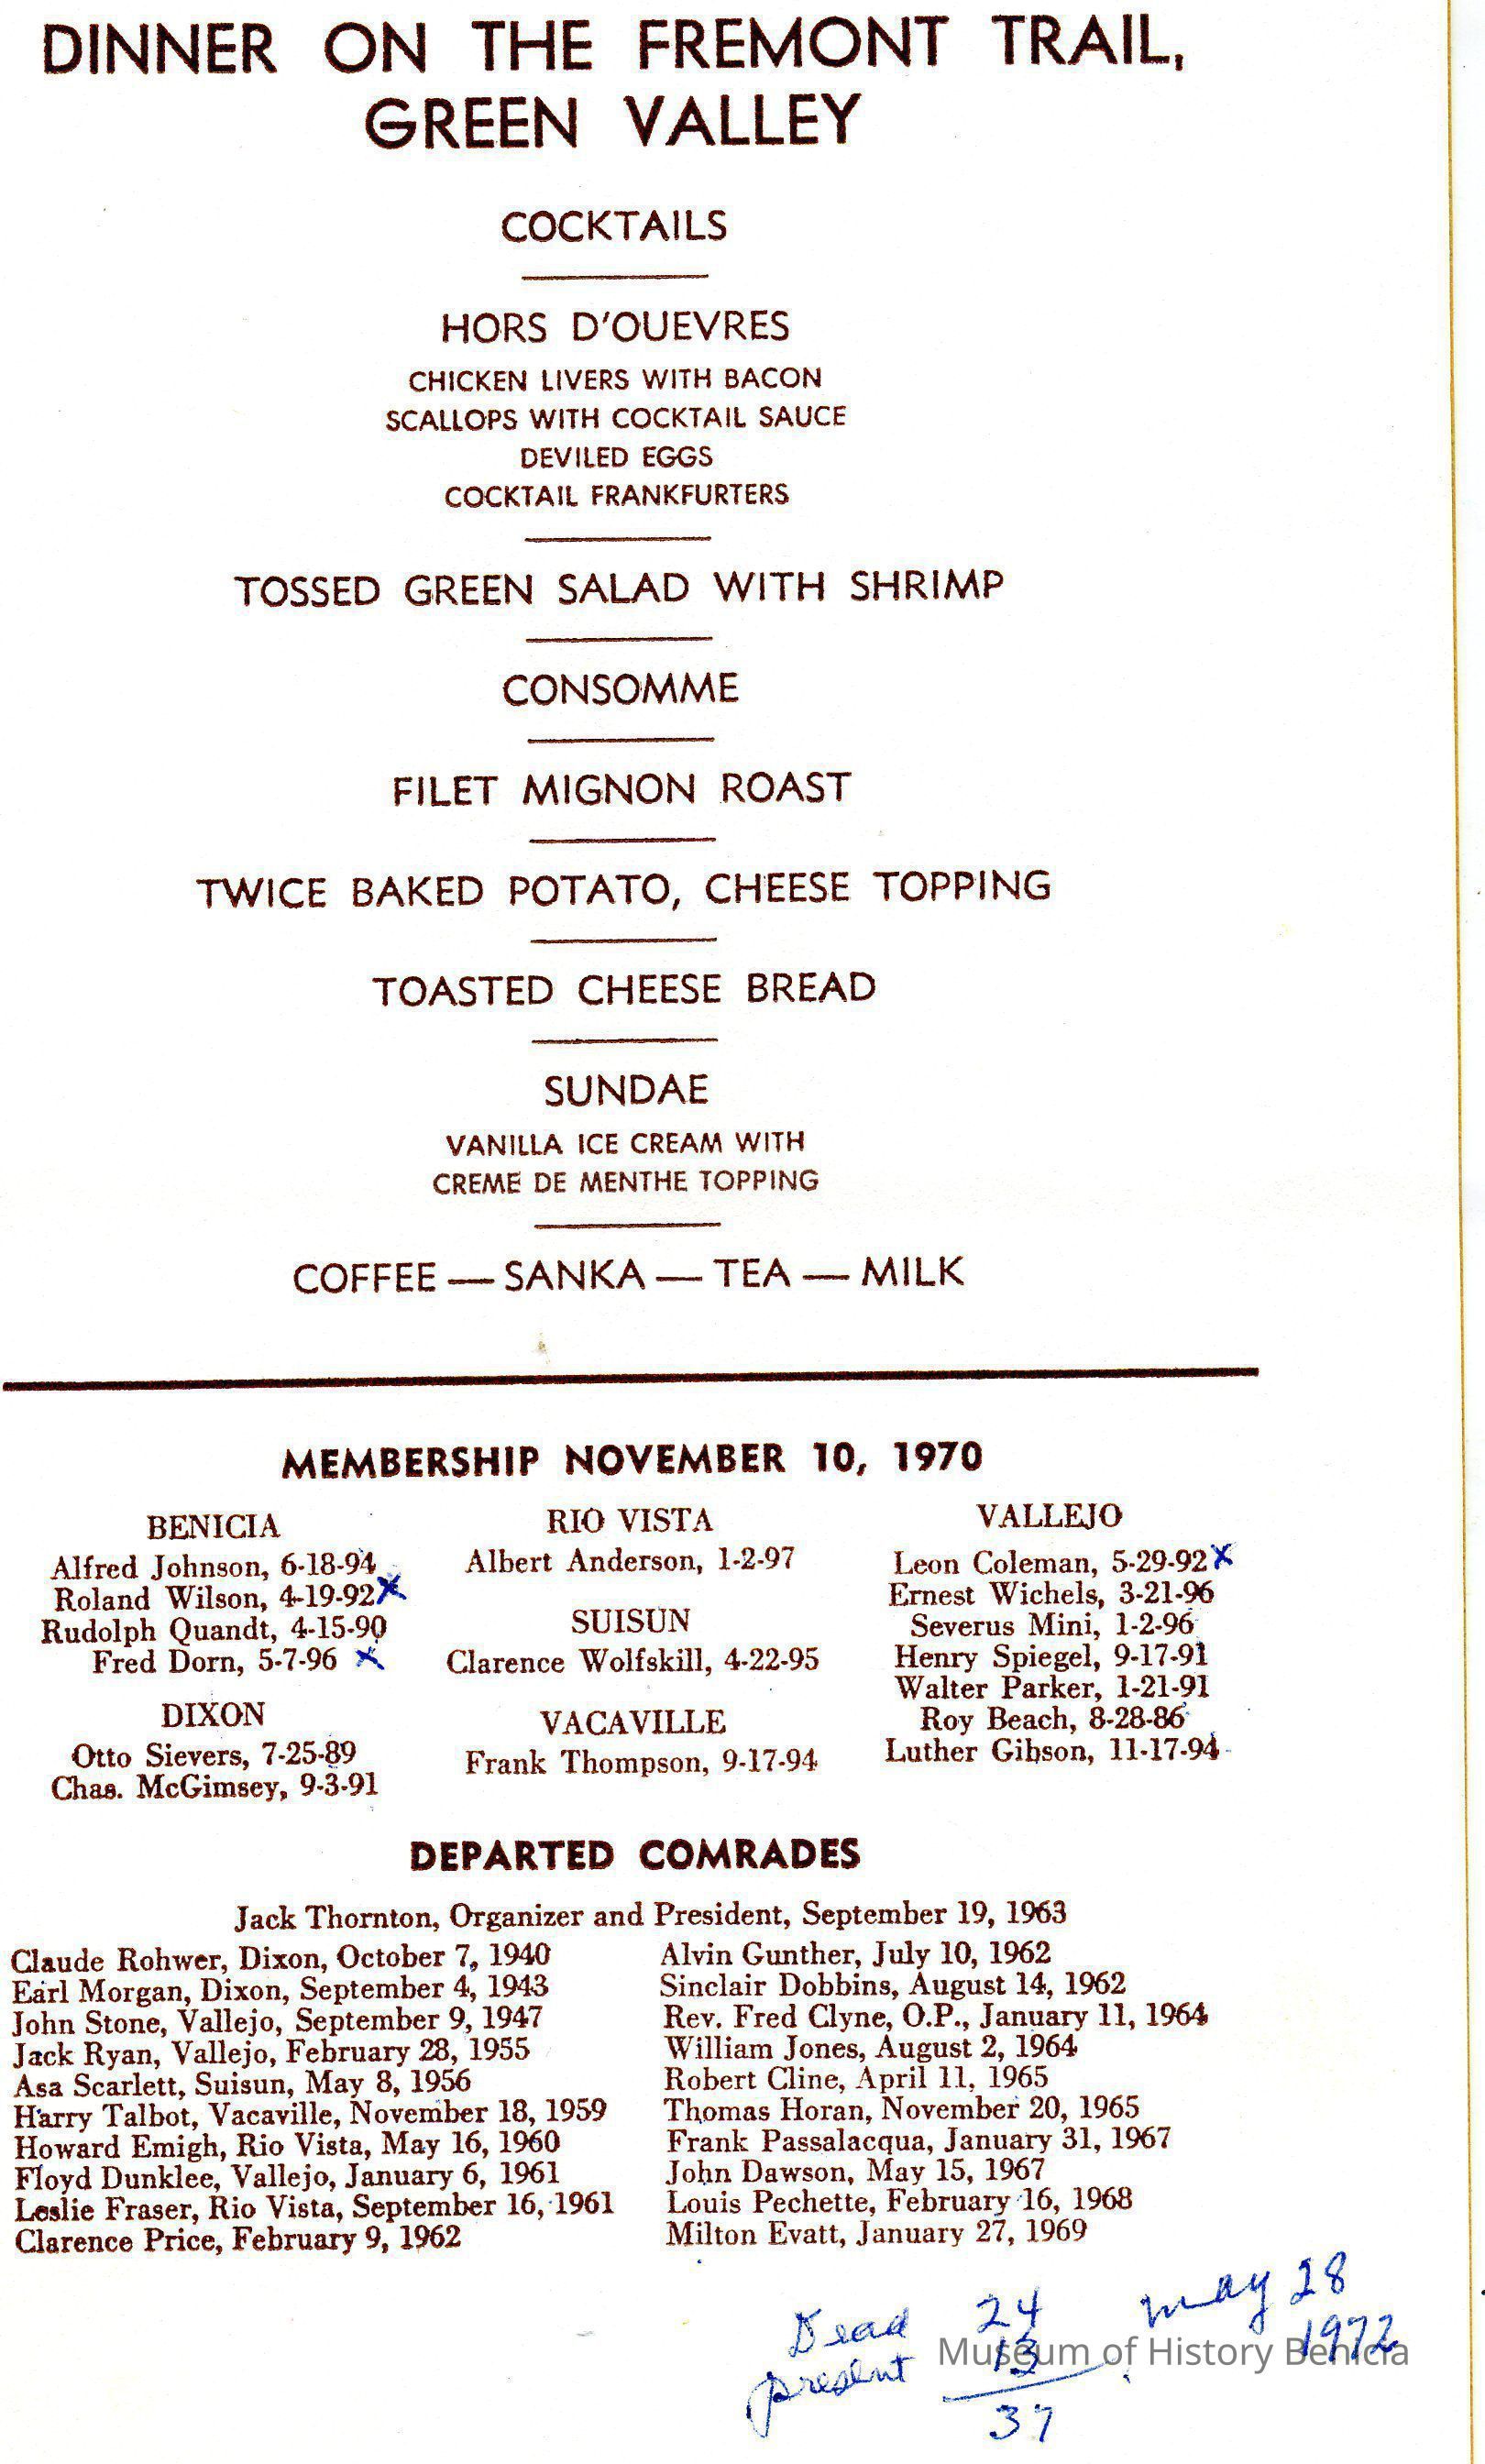 DINNER ON THE FREMONT TRAIL,
GREEN VALLEY
COCKTAILS
HORS D'OUEVRES
CHICKEN LIVERS WITH BACON
SCALLOPS WITH COCKTAIL SAUCE
DEVILED EGGS
COCKTAIL FRANKFURTERS
TOSSED GREEN SALAD WITH SHRIMP
CONSOMME
FILET MIGNON ROAST
TWICE BAKED POTATO, CHEESE TOPPING
TOASTED CHEESE BREAD
SUNDAE
VANILLA ICE CREAM WITH
CREME DE MENTHE TOPPING
COFFEE — SANKA — TEA — MILK
MEMBERSHIP NOVEMBER 10, 1970
BENICIA
Alfred Johnson, 6-18-94
Roland Wilson, 4-19-92 X
Rudolph Quandt, 4-15-90
Fred Dorn, 5-7-96 X
DIXON
Otto Sievers, 7-25-89
Chas. McGimsey, 9-3-91
RIO VISTA
Albert Anderson, 1-2-97
SUISUN
Clarence Wolfskill, 4-22-95
VACAVILLE
Frank Thompson, 9-17-94
VALLEJO
Leon Coleman, 5-29-92 X
Ernest Wichels, 3-21-96
Severus Mini, 1-2-96
Henry Spiegel, 9-17-91
Walter Parker, 1-21-91
Roy Beach, 8-28-86
Luther Gibson, 11-17-94
DEPARTED COMRADES
Jack Thornton, Organizer and President, September 19, 1963
Claude Rohwer, Dixon, October 7, 1940
Earl Morgan, Dixon, September 4, 1943
John Stone, Vallejo, September 9, 1947
Jack Ryan, Vallejo, February 28, 1955
Asa Scarlett, Suisun, May 8, 1956
Harry Talbot, Vacaville, November 18, 1959
Howard Emigh, Rio Vista, May 16, 1960
Floyd Dunklee, Vallejo, January 6, 1961
Leslie Fraser, Rio Vista, September 16, 1961
Clarence Price, February 9, 1962
Alvin Gunther, July 10, 1962
Sinclair Dobbins, August 14, 1962
Rev. Fred Clyne, O.P., January 11, 1964
William Jones, August 2, 1964
Robert Cline, April 11, 1965
Thomas Horan, November 20, 1965
Frank Passalacqua, January 31, 1967
John Dawson, May 15, 1967
Louis Pechette, February 16, 1968
Milton Evatt, January 27, 1969
Dead 24
present 13
37
may 28
1972
Museum of History Benicia